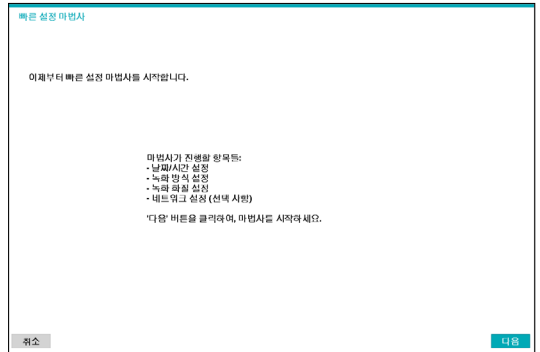 빠른 설정 마법사
이제부터 빠른 설정 마법사를 시작합니다.
마법사가 진행할 항목들:
- 날짜/시간 설정
- 녹화 방식 설정
- 녹화 화질 설정
- 네트워크 설정 (선택 사항)
'다음' 버튼을 클릭하여, 마법사를 시작하세요.
취소
다음